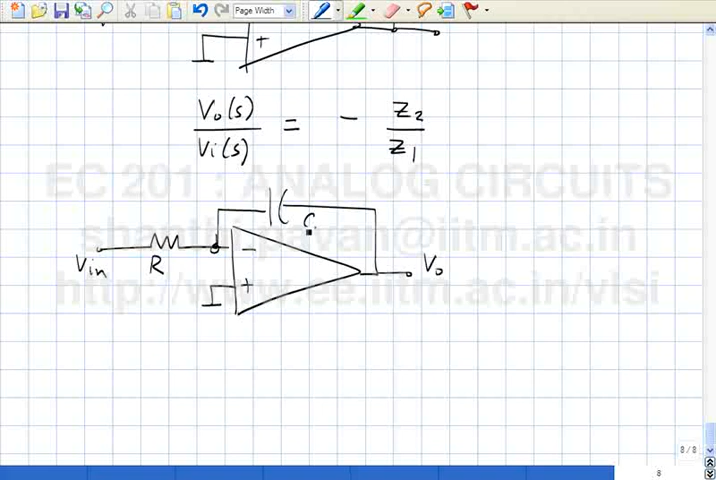 Page Width
+
Vo(s) / Vi(s) = - Z2 / Z1
EC 201 : ANALOG CIRCUITS
shanthi.pavan@iitm.ac.in
http://www.ee.iitm.ac.in/vlsi
C
Vin R - + Vo
8/8
8